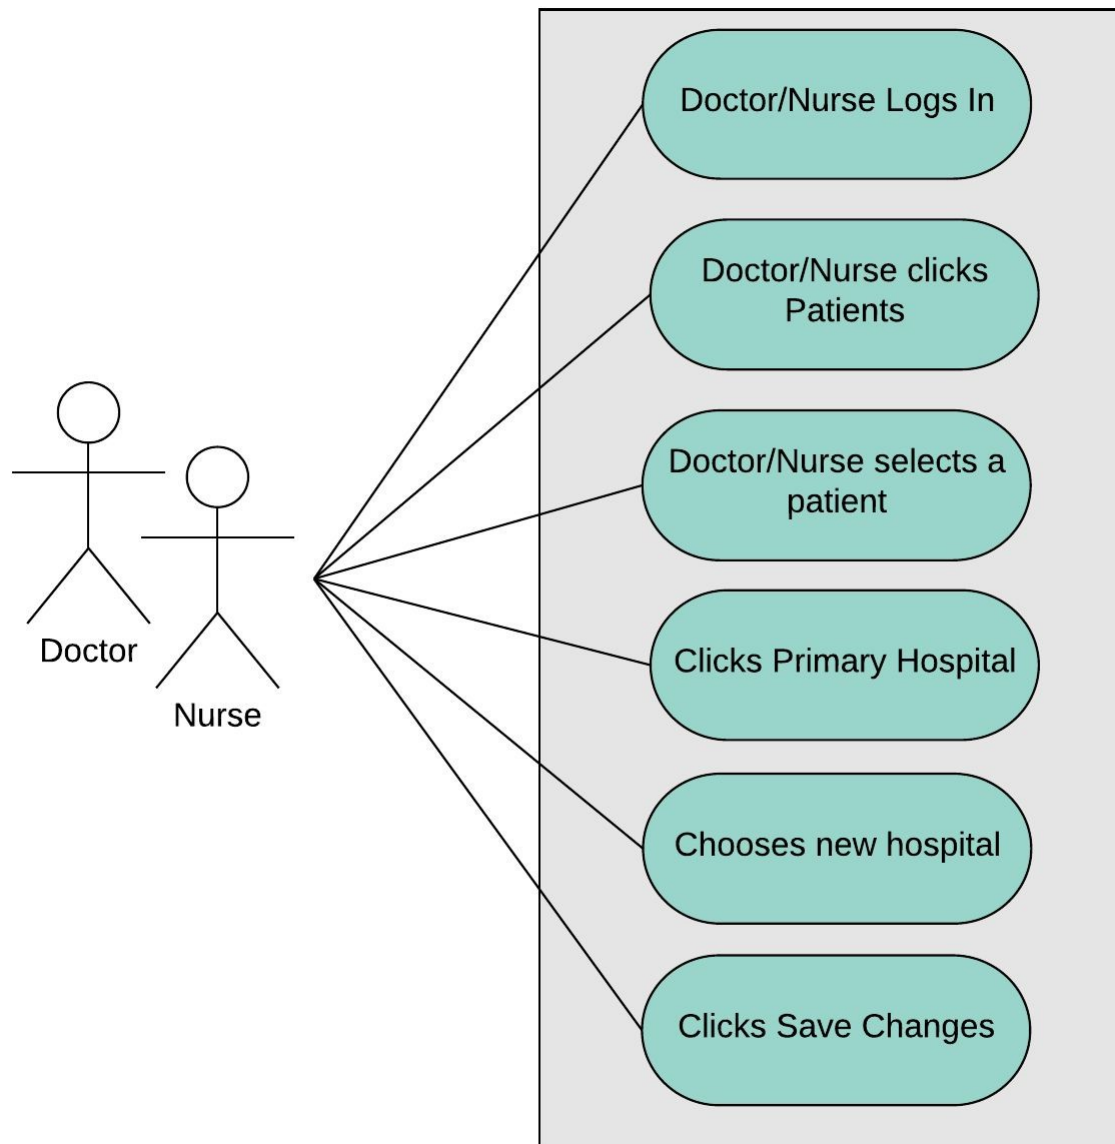 Doctor/Nurse Logs In
Doctor/Nurse clicks
Patients
Doctor/Nurse selects a
patient
Doctor
Clicks Primary Hospital
Nurse
Chooses new hospital
Clicks Save Changes